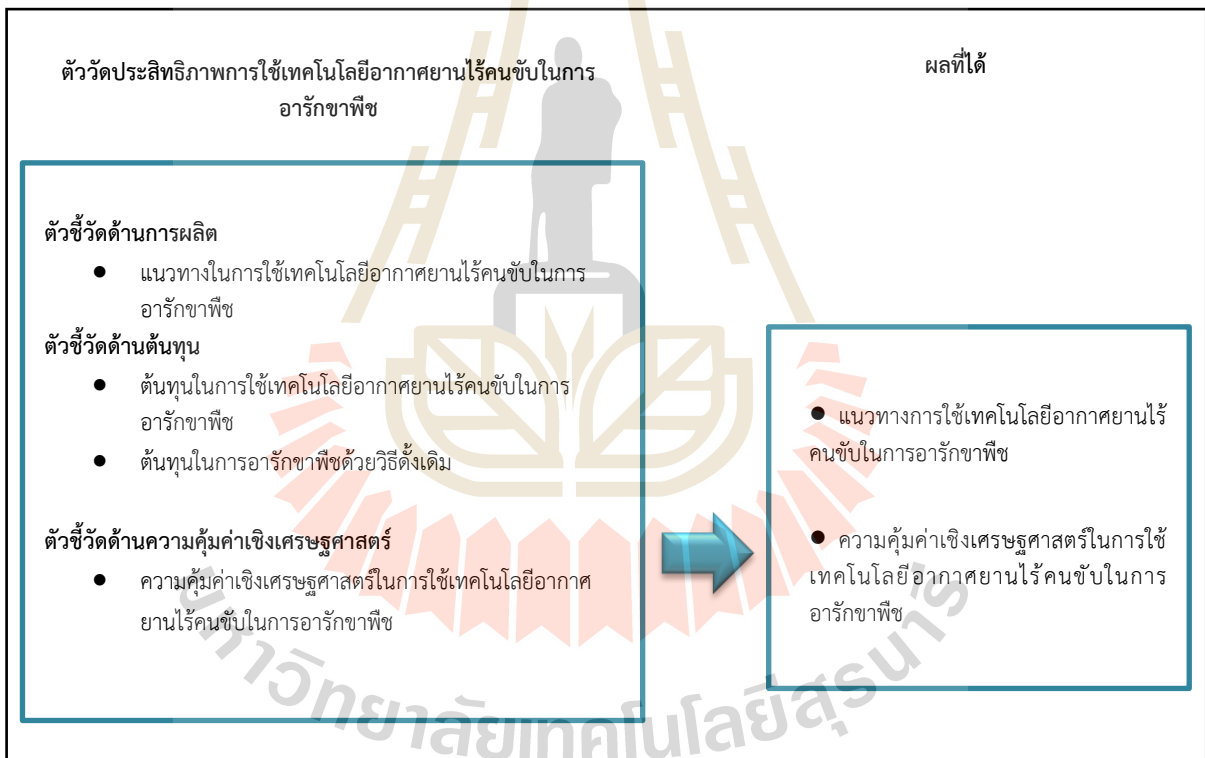 ตัววัดประสิทธิภาพการใช้เทคโนโลยีอากาศยานไร้คนขับในการ
อารักขาพืช
ผลที่ได้
ตัวชี้วัดด้านการผลิต
● แนวทางในการใช้เทคโนโลยีอากาศยานไร้คนขับในการ
อารักขาพืช
ตัวชี้วัดด้านต้นทุน
● ต้นทุนในการใช้เทคโนโลยีอากาศยานไร้คนขับในการ
อารักขาพืช
● ต้นทุนในการอารักขาพืชด้วยวิธีดั้งเดิม
ตัวชี้วัดด้านความคุ้มค่าเชิงเศรษฐศาสตร์
● ความคุ้มค่าเชิงเศรษฐศาสตร์ในการใช้เทคโนโลยีอากาศ
ยานไร้คนขับในการอารักขาพืช
● แนวทางการใช้เทคโนโลยีอากาศยานไร้
คนขับในการอารักขาพืช
● ความคุ้มค่าเชิงเศรษฐศาสตร์ในการใช้
เทคโนโลยีอากาศยานไร้คนขับในการ
อารักขาพืช
มหาวิทยาลัยเทคโนโลยีสุรนารี